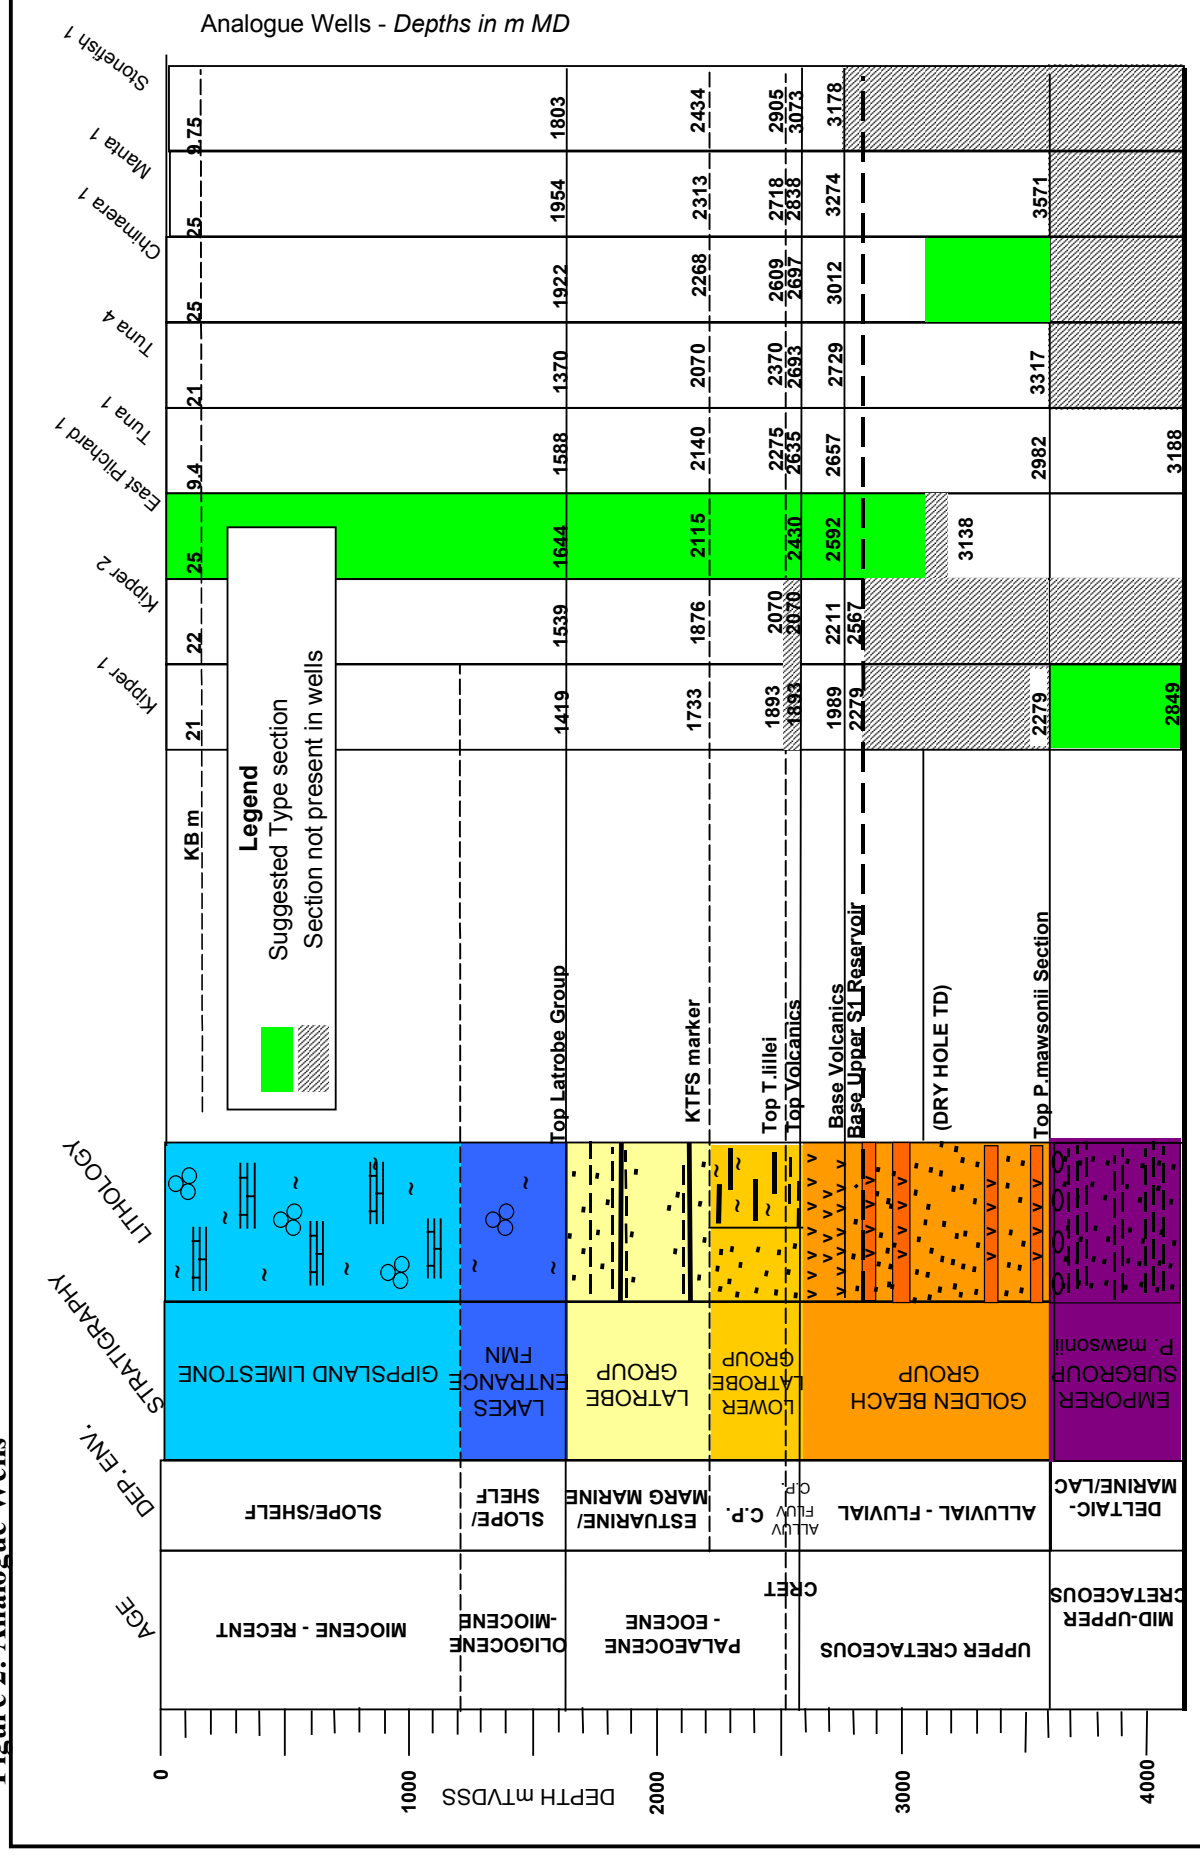 Figure 2: Analogue Wells
Analogue Wells - Depths in m MD
AGE
DEP. ENV.
STRATIGRAPHY
LITHOLOGY
Kipper 1
Kipper 2
East Pilchard 1
Tuna 1
Tuna 4
Chimaera 1
Manta 1
Stonefish 1
DEPTH mTVDSS
0
1000
2000
3000
4000
MIOCENE - RECENT
OLIGOCENE
-MIOCENE
PALAEOCENE
- EOCENE
CRET
UPPER CRETACEOUS
MID-UPPER
CRETACEOUS
SLOPE/SHELF
SLOPE/
SHELF
ESTUARINE/
MARG MARINE
C.P.
ALLUV
FLUV
C.P.
ALLUVIAL - FLUVIAL
DELTAIC-
MARINE/LAC
GIPPSLAND LIMESTONE
LAKES
ENTRANCE
FMN
LATROBE
GROUP
LOWER
LATROBE
GROUP
GOLDEN BEACH
GROUP
EMPORER
SUBGROUP
P. mawsonii
Legend
Suggested Type section
Section not present in wells
KB m 21 22 25 9.4 21 25 25 9.75
Top Latrobe Group 1419 1539 1644 1588 1370 1922 1954 1803
KTFS marker 1733 1876 2115 2140 2070 2268 2313 2434
Top T.lillei 1893 2070 2275 2370 2609 2718 2905
Top Volcanics 1893 2070 2430 2635 2693 2697 2838 3073
Base Volcanics 1989 2211 2592 2657 2729 3012 3274 3178
Base Upper S1 Reservoir 2279 2567
(DRY HOLE TD) 3138
Top P.mawsonii Section 2279 2982 3317 3571
2849 3188